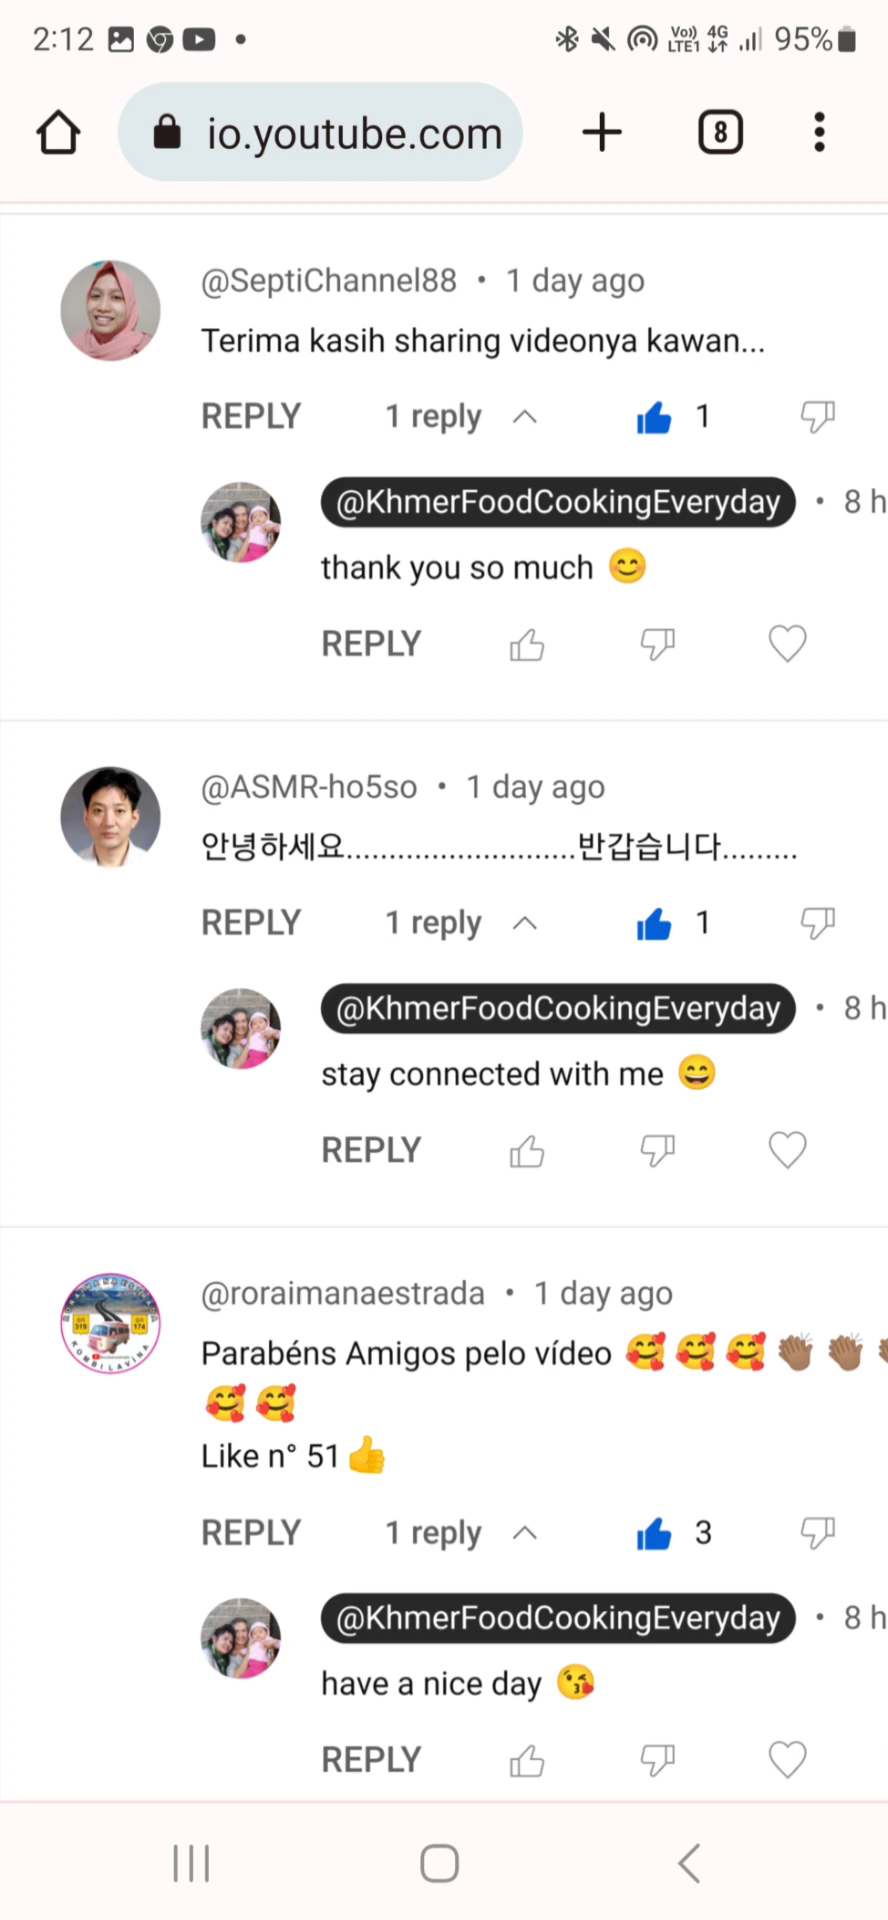 2:12
Vo)) 4G
LTE1
95%
io.youtube.com
8
@SeptiChannel88 • 1 day ago
Terima kasih sharing videonya kawan...
REPLY 1 reply 1
@KhmerFoodCookingEveryday • 8 h
thank you so much 😊
REPLY
@ASMR-ho5so • 1 day ago
안녕하세요...........................반갑습니다.........
REPLY 1 reply 1
@KhmerFoodCookingEveryday • 8 h
stay connected with me 😄
REPLY
@roraimanaestrada • 1 day ago
Parabéns Amigos pelo vídeo 🥰🥰🥰👏🏽👏🏽
🥰🥰
Like n° 51👍
REPLY 1 reply 3
@KhmerFoodCookingEveryday • 8 h
have a nice day 😘
REPLY